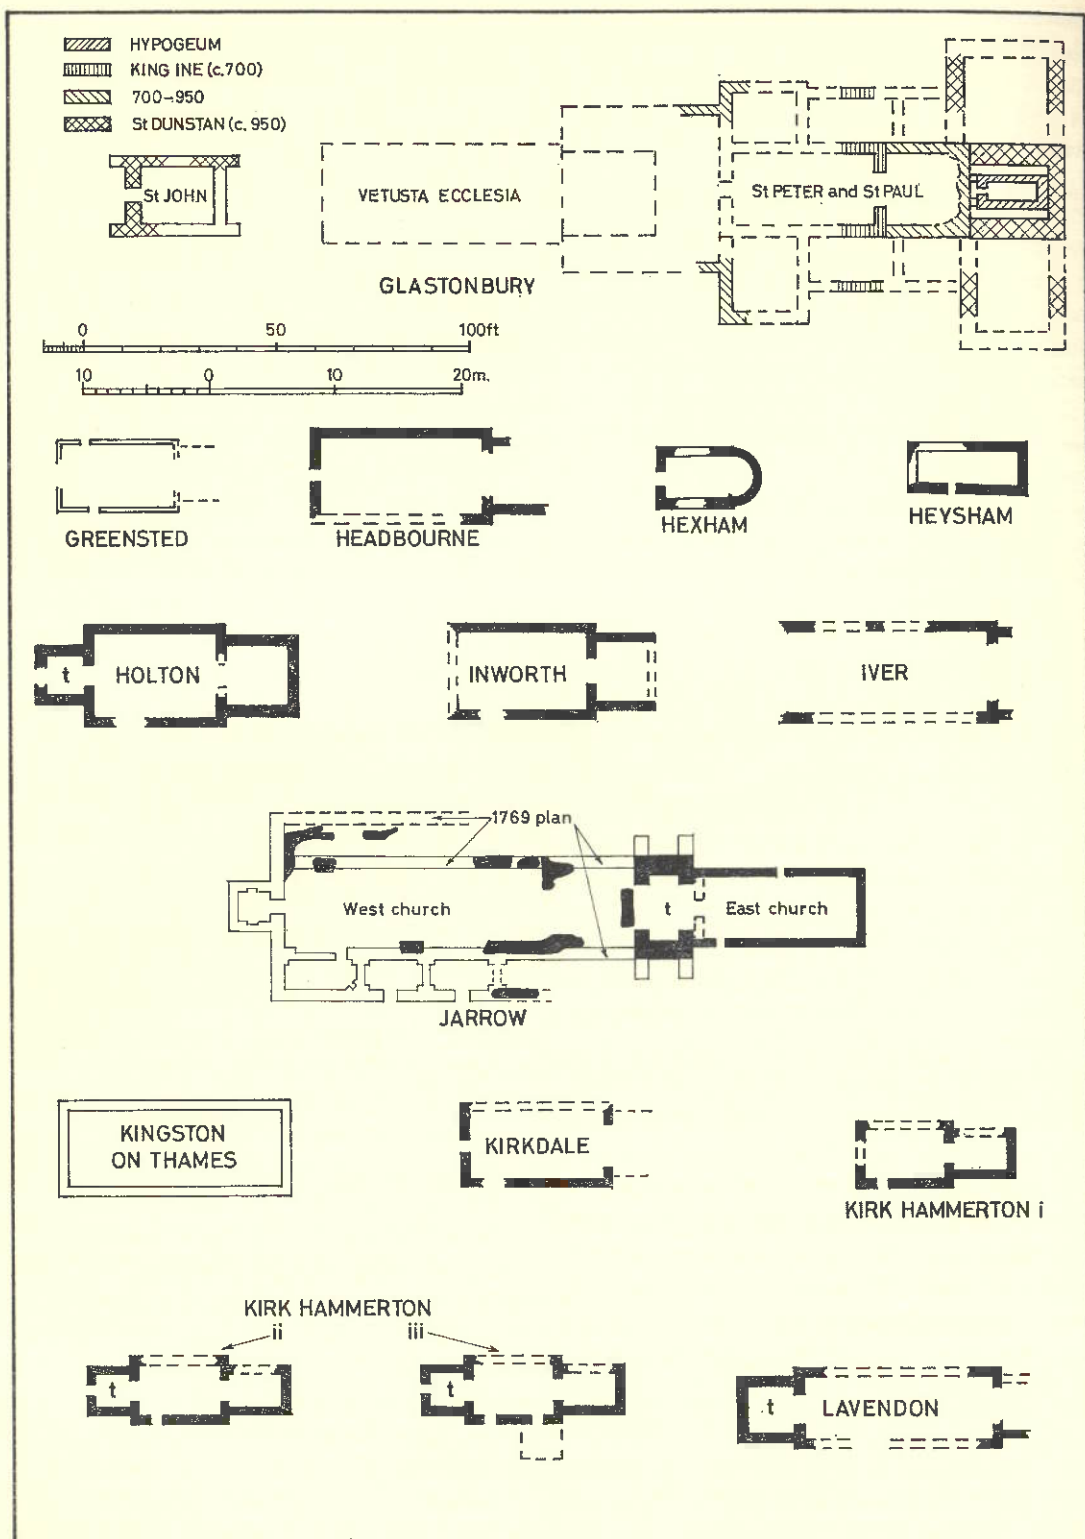 HYPOGEUM
KING INE (c.700)
700–950
St DUNSTAN (c. 950)
St JOHN
VETUSTA ECCLESIA
St PETER and St PAUL
GLASTONBURY
0 50 100ft
10 0 10 20m.
GREENSTED
HEADBOURNE
HEXHAM
HEYSHAM
t HOLTON
INWORTH
IVER
1769 plan
West church
t
East church
JARROW
KINGSTON
ON THAMES
KIRKDALE
KIRK HAMMERTON i
KIRK HAMMERTON
ii iii
t
t
t LAVENDON